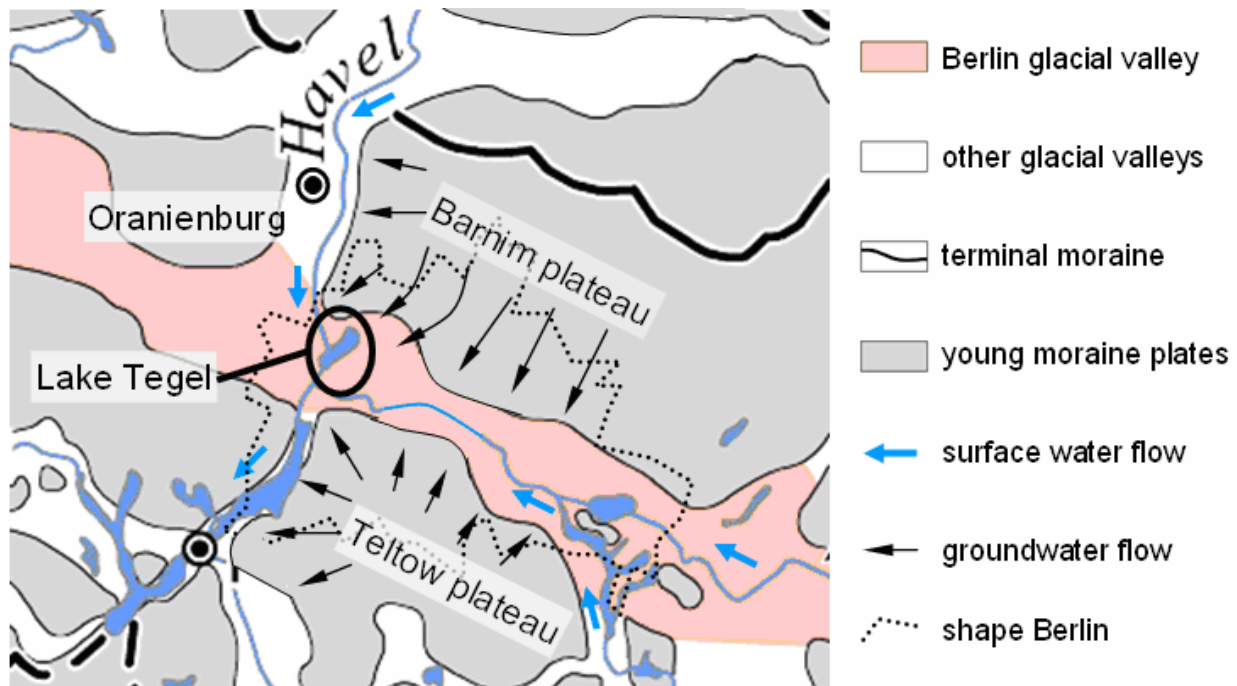 Havel
Oranienburg
Barnim plateau
Lake Tegel
Teltow plateau
Berlin glacial valley
other glacial valleys
terminal moraine
young moraine plates
surface water flow
groundwater flow
shape Berlin